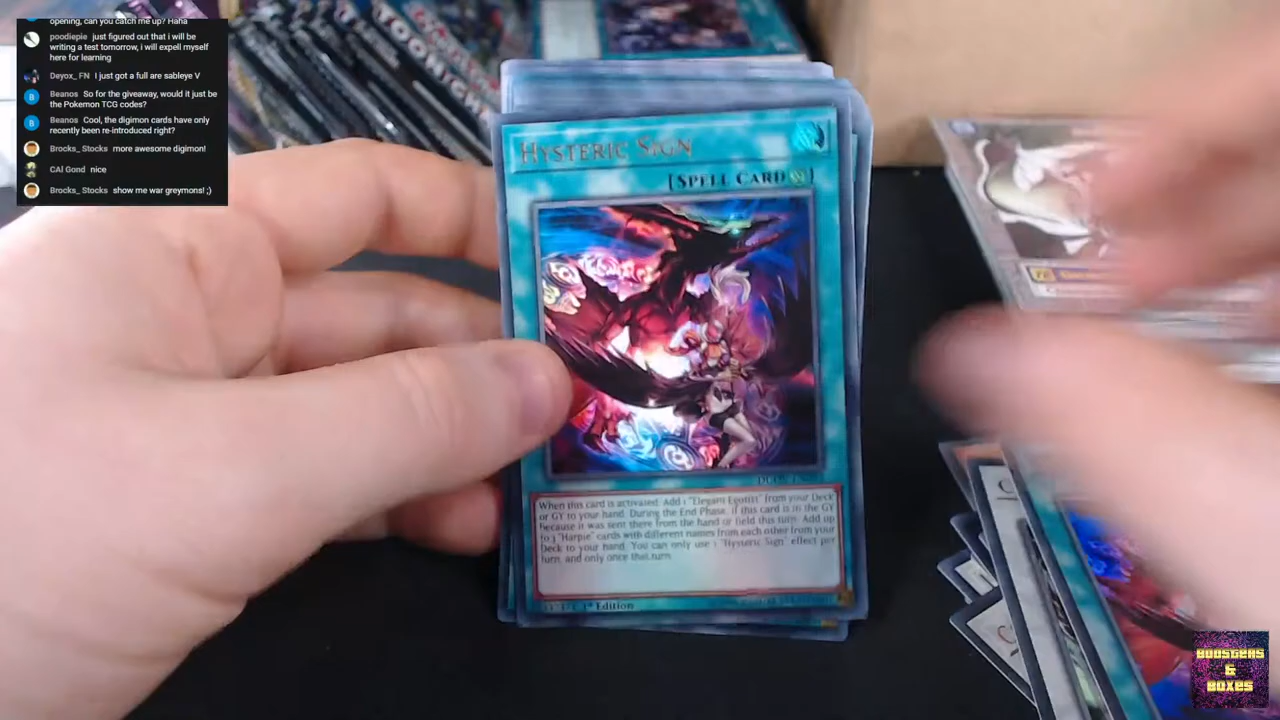 opening, can you catch me up? Haha
poodiepie just figured out that i will be
writing a test tomorrow, i will expell myself
here for learning
Deyox_ FN I just got a full are sableye V
Beanos So for the giveaway, would it just be
the Pokemon TCG codes?
Beanos Cool, the digimon cards have only
recently been re-introduced right?
Brocks_ Stocks more awesome digimon!
CAl Gond nice
Brocks_ Stocks show me war greymons! ;)
HYSTERIC SIGN
[SPELL CARD]
When this card is activated: Add 1 "Elegant Egotist" from your Deck
or GY to your hand. During the End Phase, if this card is in the GY
because it was sent there from the hand or field this turn: Add up
to 3 "Harpie" cards with different names from each other from your
Deck to your hand. You can only use 1 "Hysteric Sign" effect per
turn, and only once that turn.
1st Edition
BOOSTERS
&
BOXES